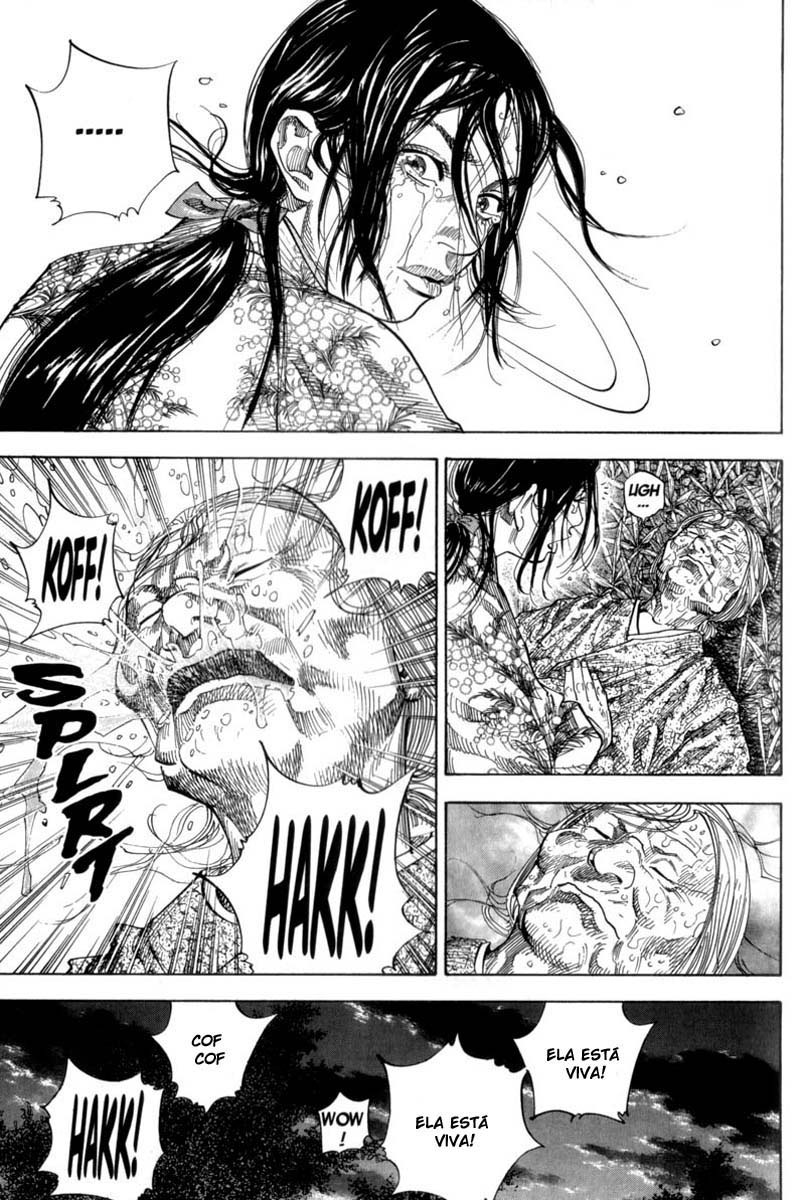 .....
UGH
...
KOFF!
KOFF!
SPLRT
HAKK!
ELA ESTÁ
VIVA!
ELA ESTÁ
VIVA!
WOW
!
COF
COF
HAKK!